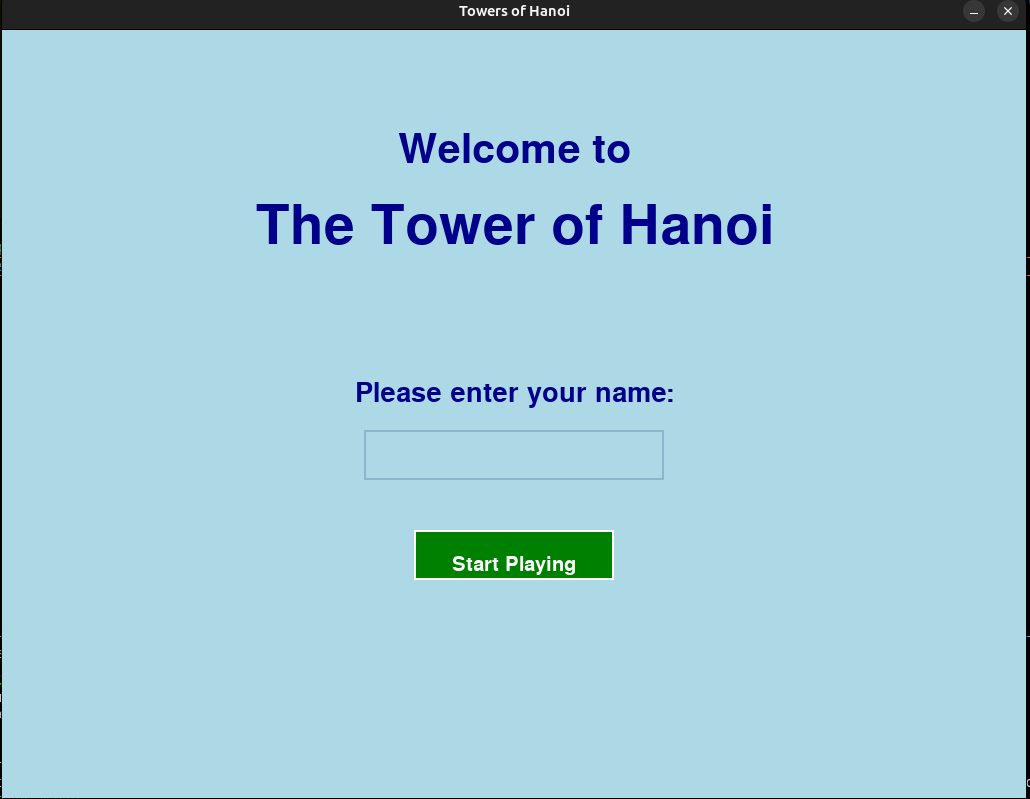 Towers of Hanoi
Welcome to
The Tower of Hanoi
Please enter your name:
Start Playing